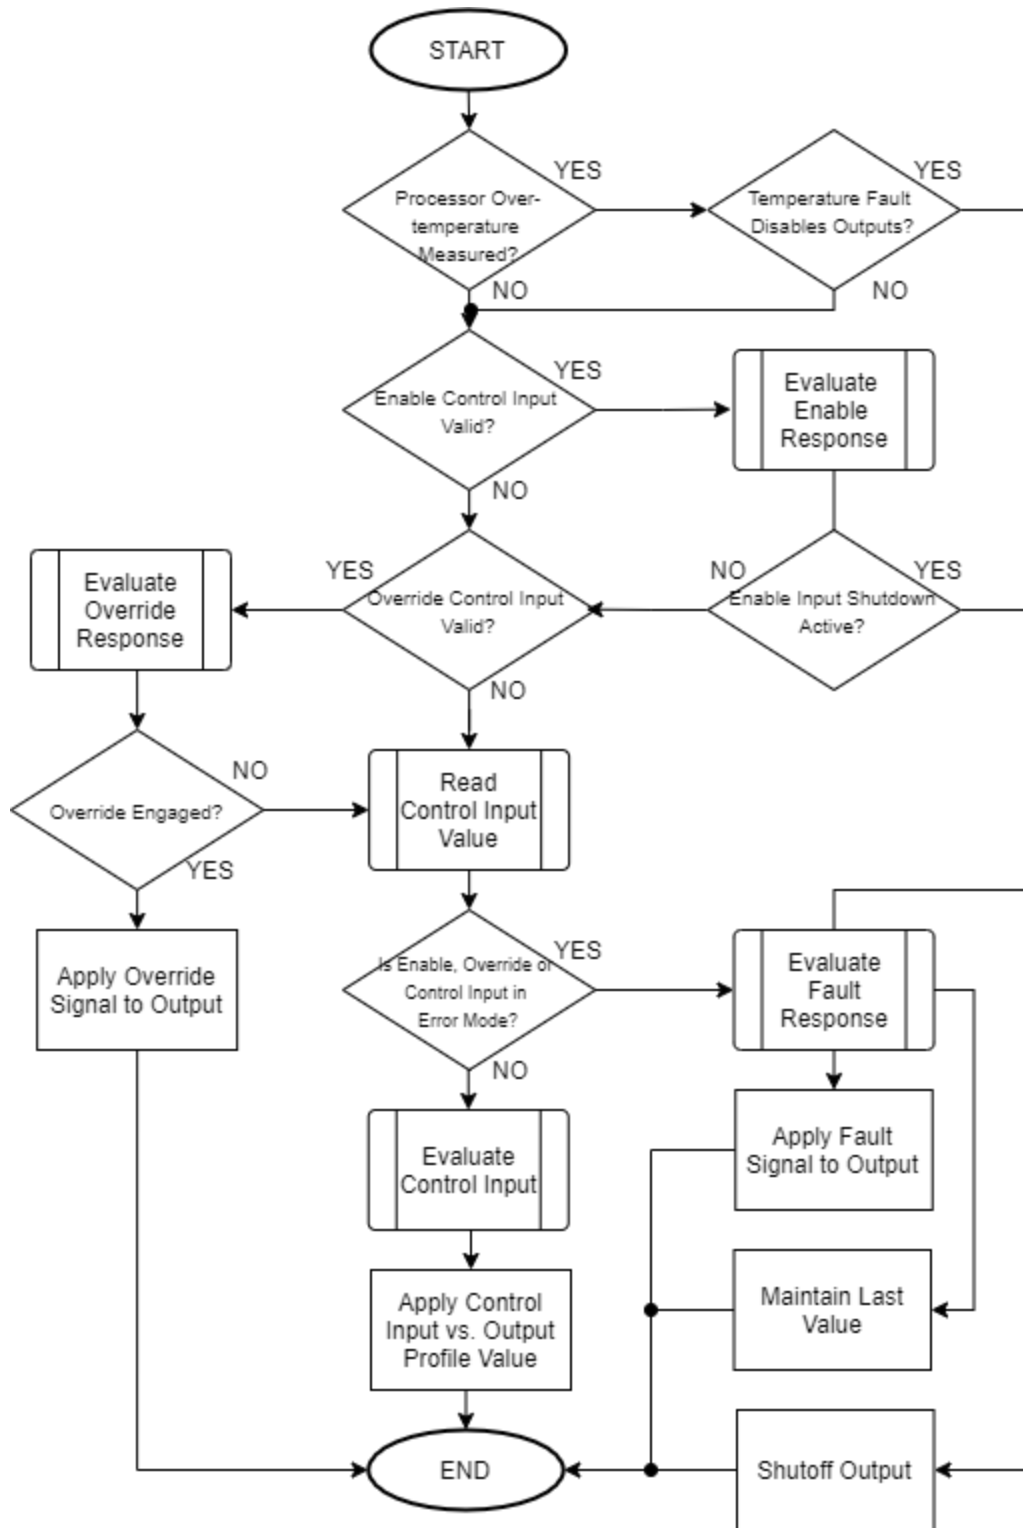 START
YES
YES
Processor Over-
temperature
Measured?
Temperature Fault
Disables Outputs?
NO
NO
YES
Enable Control Input
Valid?
Evaluate
Enable
Response
NO
YES
NO
YES
Evaluate
Override
Response
Override Control Input
Valid?
Enable Input Shutdown
Active?
NO
NO
Read
Control Input
Value
Override Engaged?
YES
Apply Override
Signal to Output
YES
Is Enable, Override or
Control Input in
Error Mode?
Evaluate
Fault
Response
NO
Evaluate
Control Input
Apply Fault
Signal to Output
Apply Control
Input vs. Output
Profile Value
Maintain Last
Value
END
Shutoff Output